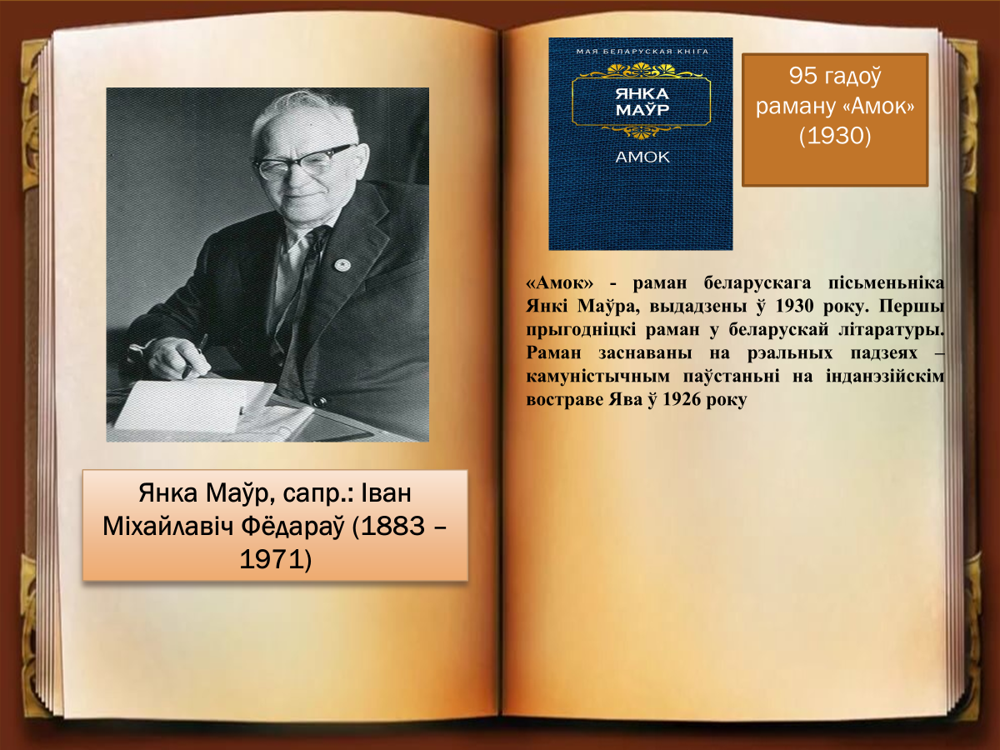 Янка Маўр, сапр.: Іван
Міхайлавіч Фёдараў (1883 –
1971)
МАЯ БЕЛАРУСКАЯ КНІГА
ЯНКА
МАЎР
АМОК
95 гадоў
раману «Амок»
(1930)
«Амок» - раман беларускага пісьменьніка
Янкі Маўра, выдадзены ў 1930 року. Першы
прыгодніцкі раман у беларускай літаратуры.
Раман заснаваны на рэальных падзеях –
камуністычным паўстаньні на інданэзійскім
востраве Ява ў 1926 року